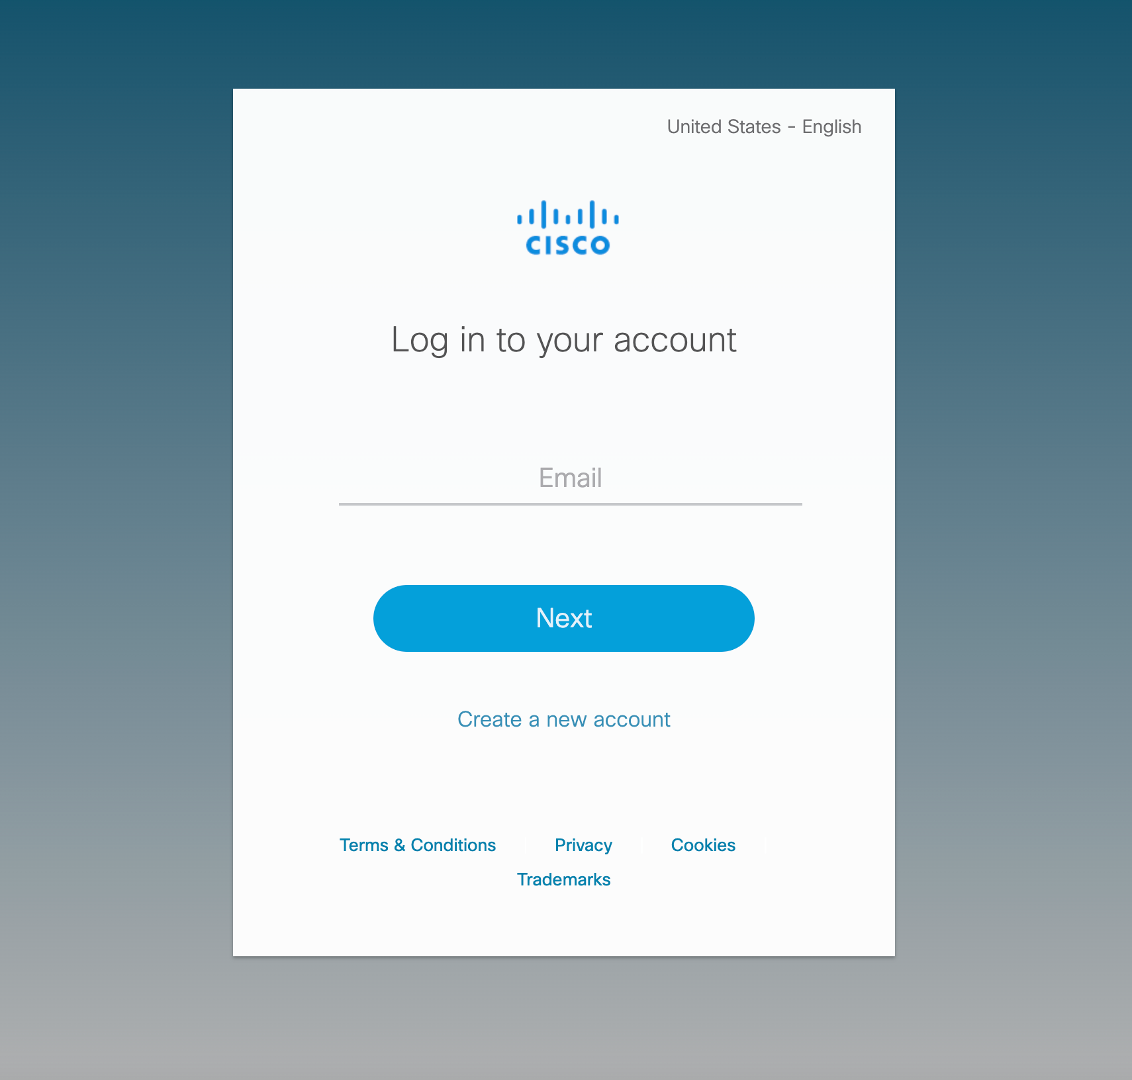 United States - English
CISCO
Log in to your account
Email
Next
Create a new account
Terms & Conditions Privacy Cookies
Trademarks